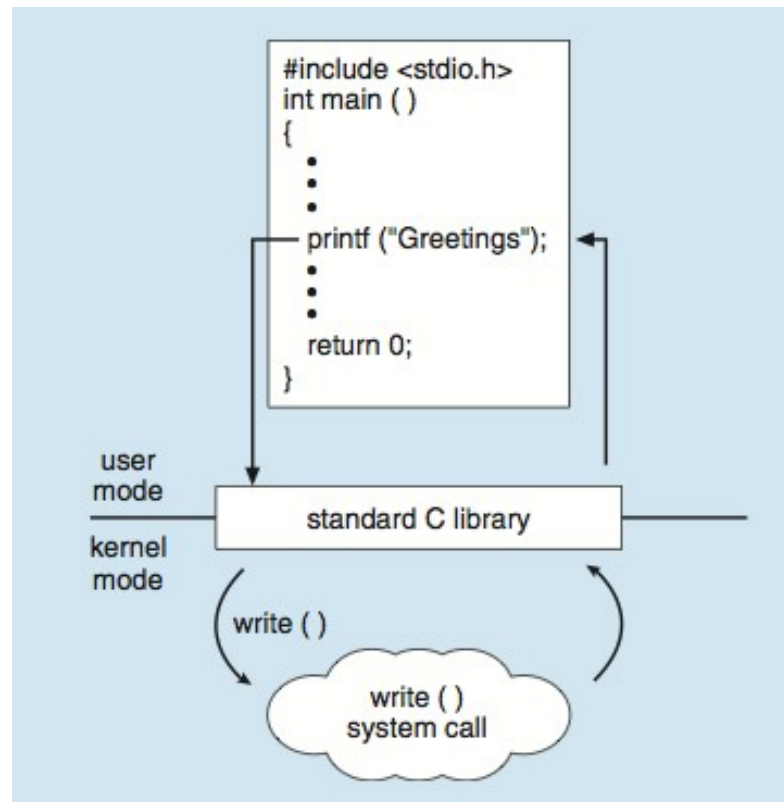 #include <stdio.h>
int main ( )
{
•
•
•
printf ("Greetings");
•
•
•
return 0;
}
user
mode
standard C library
kernel
mode
write ( )
write ( )
system call